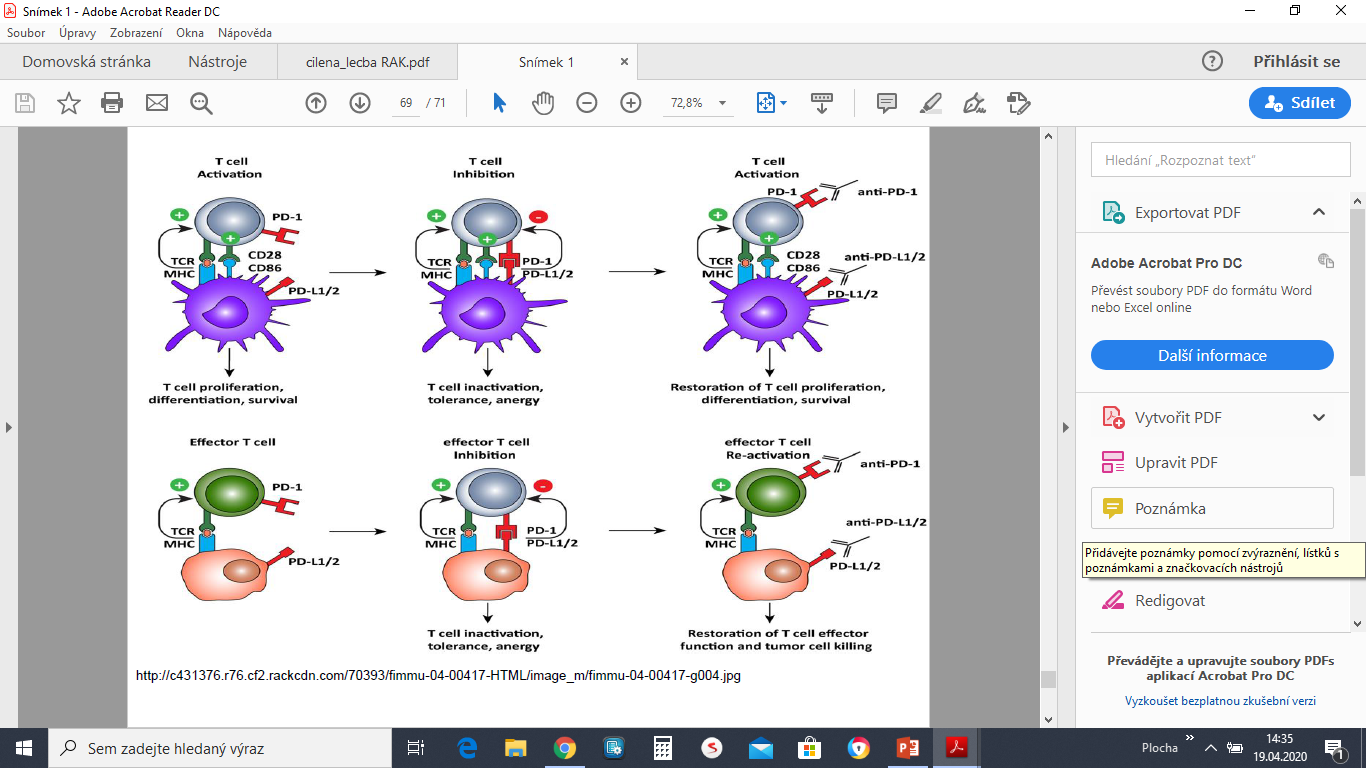 Snímek 1 - Adobe Acrobat Reader DC
Soubor Úpravy Zobrazení Okna Nápověda
Domovská stránka Nástroje cilena_lecba RAK.pdf Snímek 1 × Přihlásit se
69 / 71 72,8% Sdílet
T cell
Activation
PD-1
TCR
MHC
CD28
CD86
PD-L1/2
T cell proliferation,
differentiation, survival
T cell
Inhibition
TCR
MHC
PD-1
PD-L1/2
T cell inactivation,
tolerance, anergy
T cell
Activation
PD-1
anti-PD-1
TCR
MHC
CD28
CD86
anti-PD-L1/2
PD-L1/2
Restoration of T cell proliferation,
differentiation, survival
Effector T cell
PD-1
TCR
MHC
PD-L1/2
effector T cell
Inhibition
TCR
MHC
PD-1
PD-L1/2
T cell inactivation,
tolerance, anergy
effector T cell
Re-activation
anti-PD-1
TCR
MHC
anti-PD-L1/2
PD-L1/2
Restoration of T cell effector
function and tumor cell killing
http://c431376.r76.cf2.rackcdn.com/70393/fimmu-04-00417-HTML/image_m/fimmu-04-00417-g004.jpg
Hledání „Rozpoznat text“
Exportovat PDF
Adobe Acrobat Pro DC
Převést soubory PDF do formátu Word
nebo Excel online
Další informace
Vytvořit PDF
Upravit PDF
Poznámka
Přidávejte poznámky pomocí zvýraznění, lístků s
poznámkami a značkovacích nástrojů
Redigovat
Převádějte a upravujte soubory PDFs
aplikací Acrobat Pro DC
Vyzkoušet bezplatnou zkušební verzi
Sem zadejte hledaný výraz
Plocha
14:35
19.04.2020
1